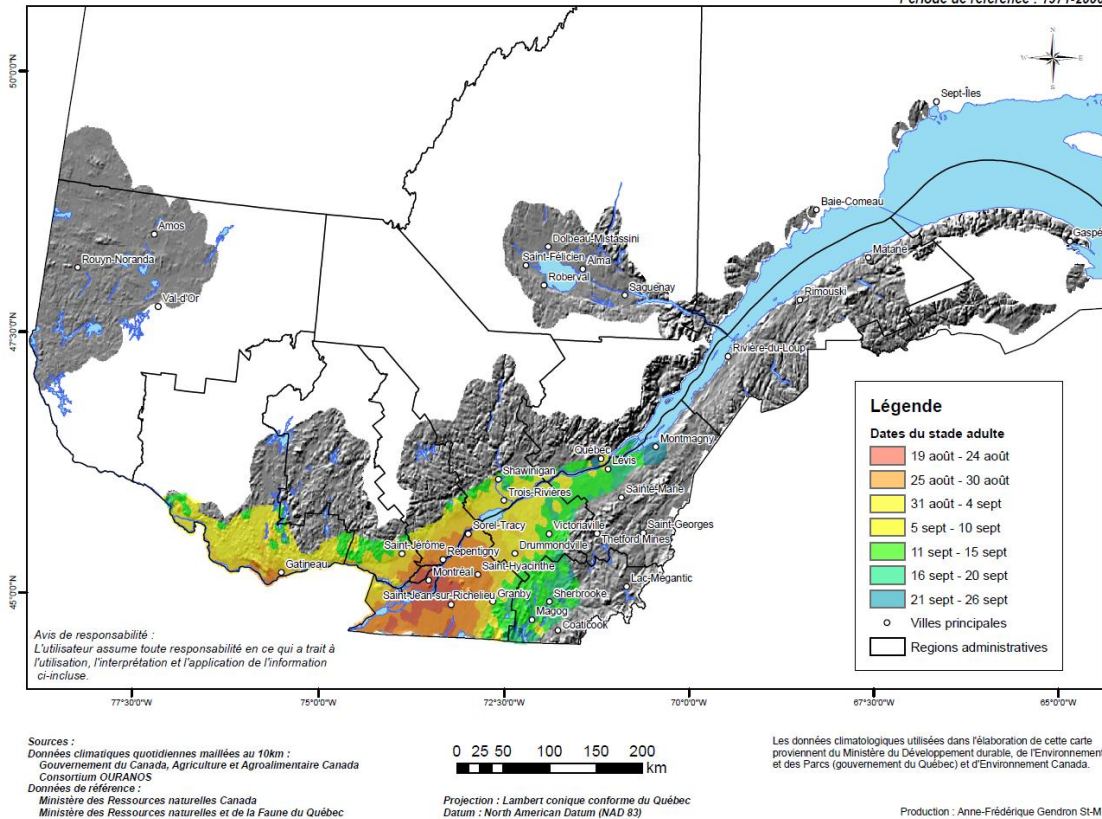 Période de référence : 1971-2000
N
W E
S
50°0'0"N
47°30'0"N
45°0'0"N
Sept-Îles
Baie-Comeau
Gaspé
Matane
Rimouski
Amos
Rouyn-Noranda
Val-d'Or
Dolbeau-Mistassini
Saint-Félicien
Alma
Roberval
Saguenay
Rivière-du-Loup
Montmagny
Québec
Lévis
Shawinigan
Sainte-Marie
Trois-Rivières
Saint-Georges
Sorel-Tracy
Victoriaville
Thetford Mines
Saint-Jérôme
Drummondville
Repentigny
Gatineau
Saint-Hyacinthe
Montréal
Lac-Mégantic
Saint-Jean-sur-Richelieu
Granby
Sherbrooke
Magog
Coaticook
Légende
Dates du stade adulte
19 août - 24 août
25 août - 30 août
31 août - 4 sept
5 sept - 10 sept
11 sept - 15 sept
16 sept - 20 sept
21 sept - 26 sept
Villes principales
Regions administratives
Avis de responsabilité :
L'utilisateur assume toute responsabilité en ce qui a trait à
l'utilisation, l'interprétation et l'application de l'information
ci-incluse.
77°30'0"W
75°0'0"W
72°30'0"W
70°0'0"W
67°30'0"W
65°0'0"W
Sources :
Données climatiques quotidiennes maillées au 10km :
Gouvernement du Canada, Agriculture et Agroalimentaire Canada
Consortium OURANOS
Données de référence :
Ministère des Ressources naturelles Canada
Ministère des Ressources naturelles et de la Faune du Québec
0 25 50 100 150 200
km
Projection : Lambert conique conforme du Québec
Datum : North American Datum (NAD 83)
Les données climatologiques utilisées dans l'élaboration de cette carte
proviennent du Ministère du Développement durable, de l'Environnement
et des Parcs (gouvernement du Québec) et d'Environnement Canada.
Production : Anne-Frédérique Gendron St-M